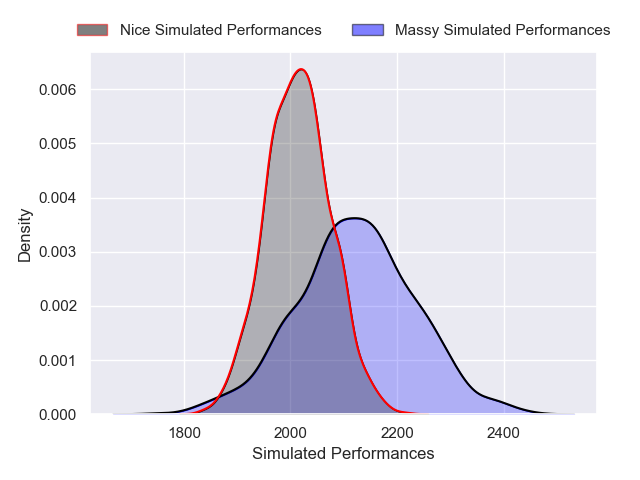 Nice Simulated Performances Massy Simulated Performances
0.006
0.005
0.004
0.003
0.002
0.001
0.000
Density
1800 2000 2200 2400
Simulated Performances